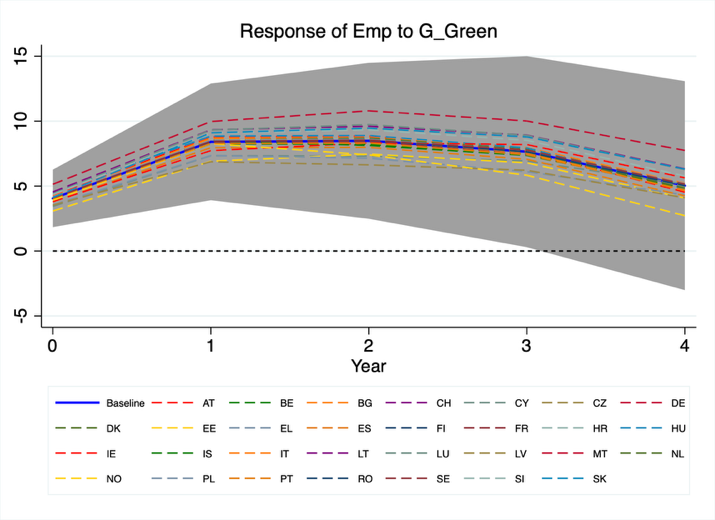 Response of Emp to G_Green
15
10
5
0
-5
0 1 2 3 4
Year
Baseline AT BE BG CH CY CZ DE
DK EE EL ES FI FR HR HU
IE IS IT LT LU LV MT NL
NO PL PT RO SE SI SK